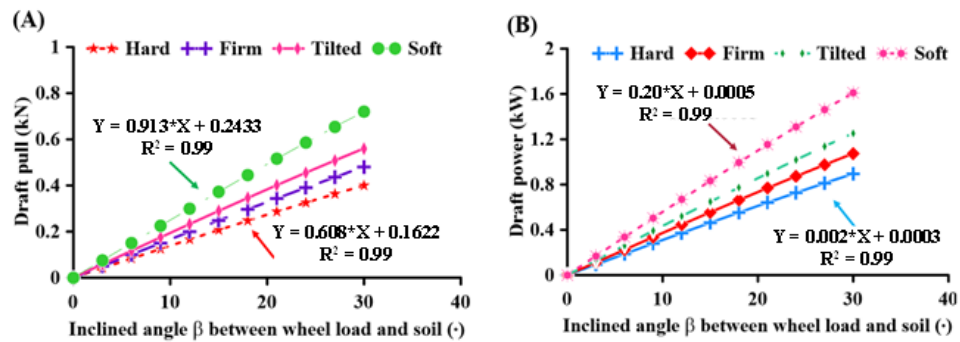 (A)
1
Hard Firm Tilted Soft
0.8
Y = 0.913*X + 0.2433
R² = 0.99
0.6
0.4
0.2
Y = 0.608*X + 0.1622
R² = 0.99
0
0 10 20 30 40
Draft pull (kN)
Inclined angle β between wheel load and soil (·)
(B)
2
Hard Firm Tilted Soft
1.6
Y = 0.20*X + 0.0005
R² = 0.99
1.2
0.8
0.4
Y = 0.002*X + 0.0003
R² = 0.99
0
0 10 20 30 40
Draft power (kW)
Inclined angle β between wheel load and soil (·)